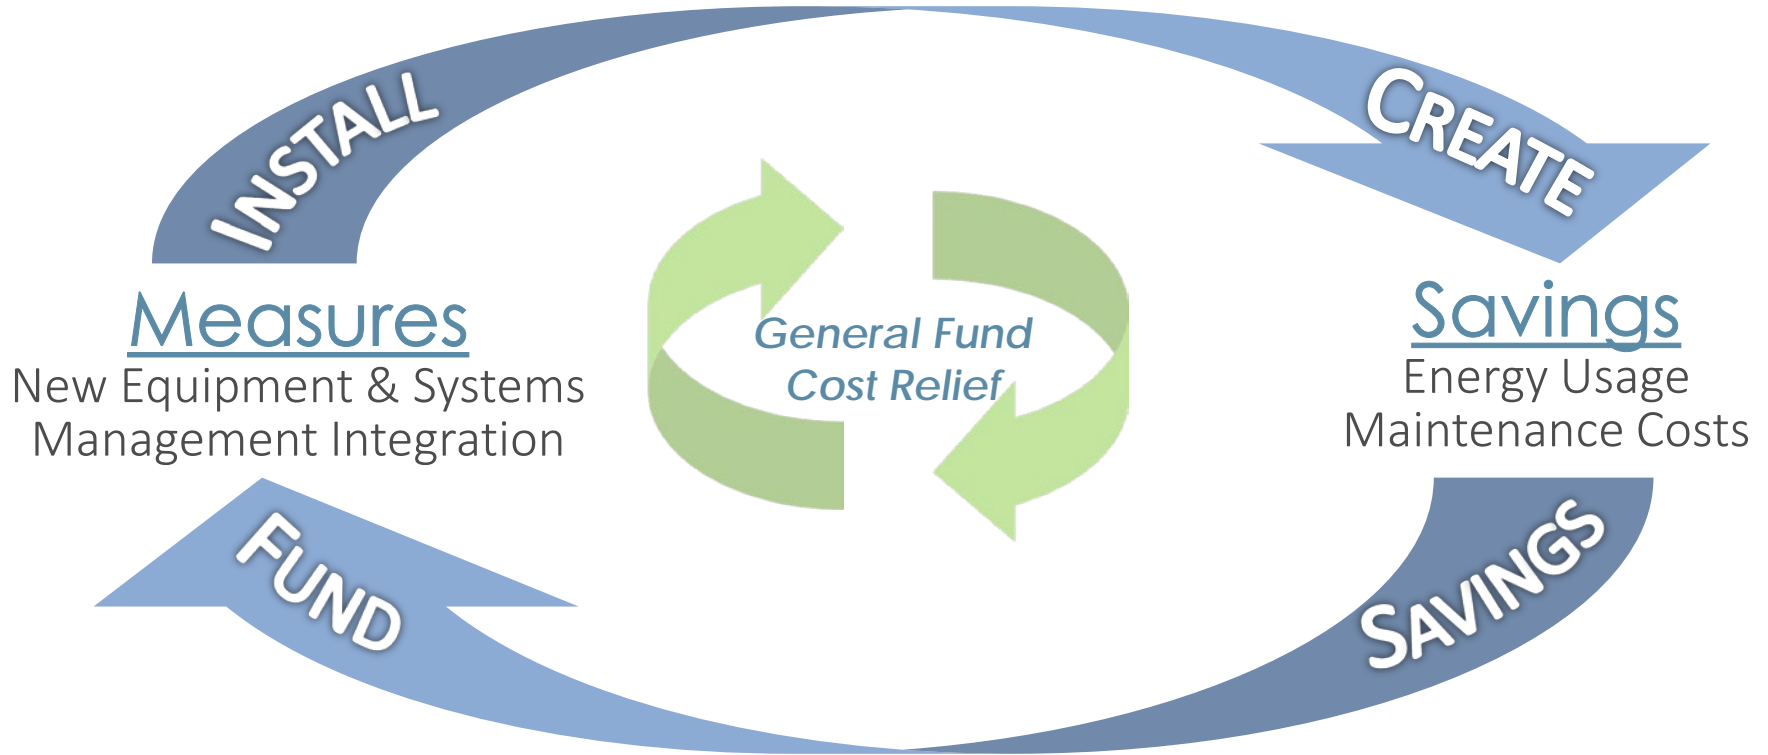 INSTALL
CREATE
Measures
New Equipment & Systems
Management Integration
General Fund
Cost Relief
Savings
Energy Usage
Maintenance Costs
FUND
SAVINGS